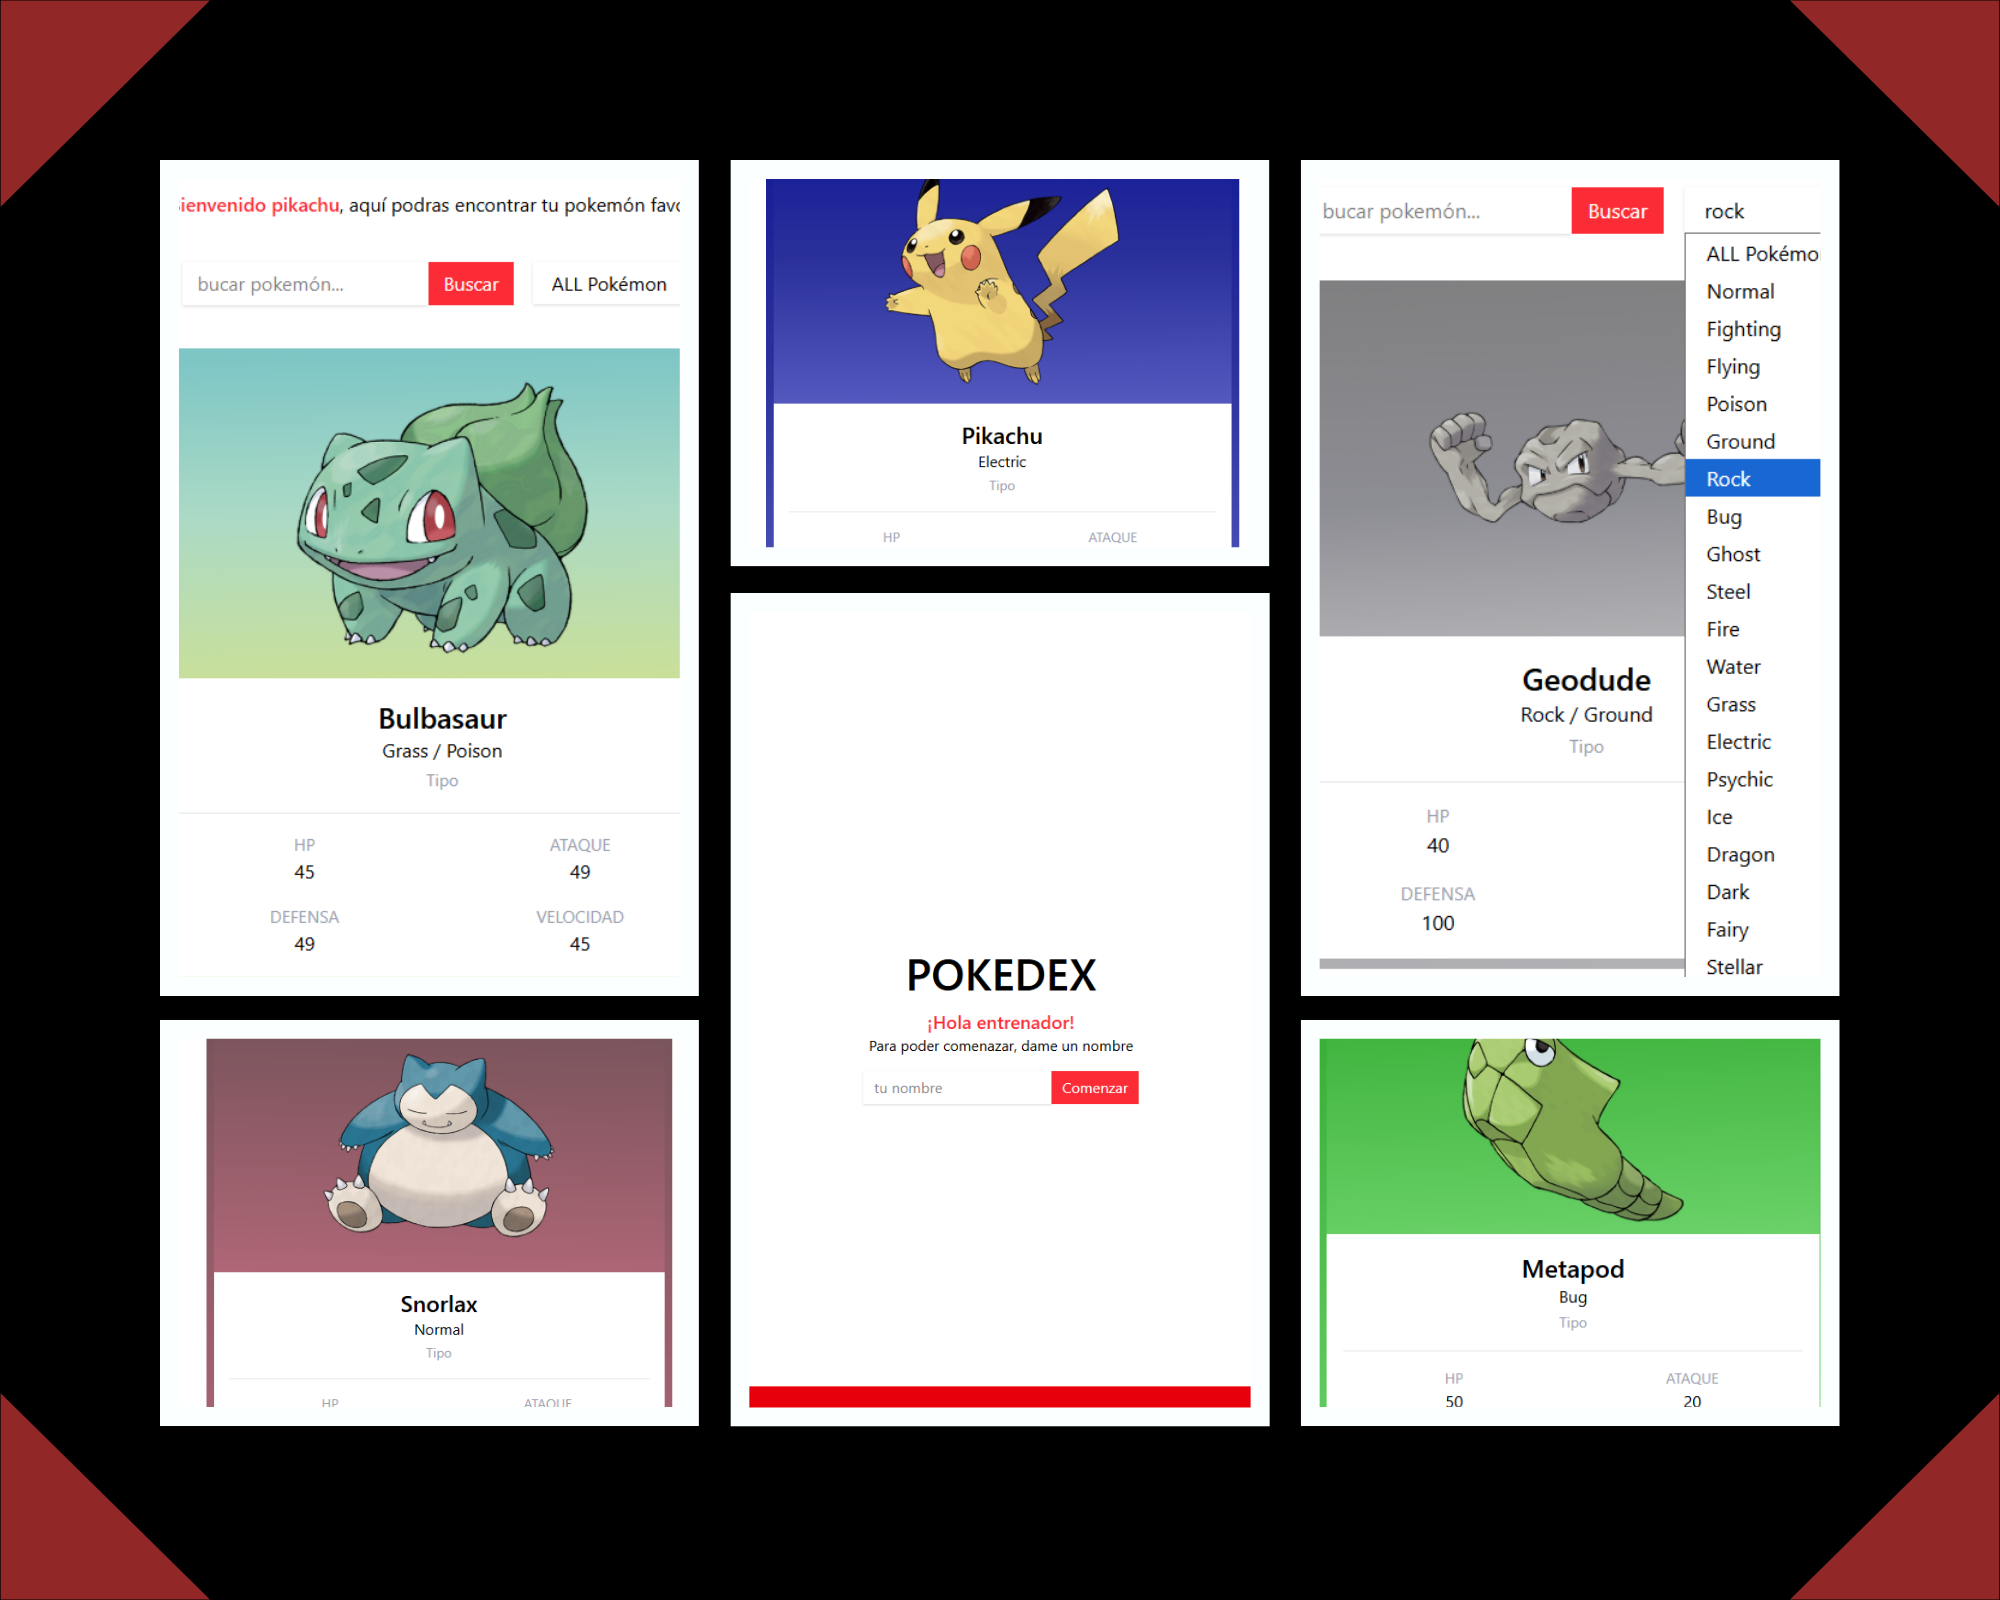 ienvenido pikachu, aquí podras encontrar tu pokemón favo
bucar pokemón...
Buscar
ALL Pokémon
Bulbasaur
Grass / Poison
Tipo
HP
ATAQUE
45
49
DEFENSA
VELOCIDAD
49
45
Snorlax
Normal
Tipo
HP
ATAQUE
Pikachu
Electric
Tipo
HP
ATAQUE
POKEDEX
¡Hola entrenador!
Para poder comenazar, dame un nombre
tu nombre
Comenzar
bucar pokemón...
Buscar
rock
ALL Pokémo
Normal
Fighting
Flying
Poison
Ground
Rock
Bug
Ghost
Steel
Fire
Water
Grass
Electric
Psychic
Ice
Dragon
Dark
Fairy
Stellar
Geodude
Rock / Ground
Tipo
HP
40
DEFENSA
100
Metapod
Bug
Tipo
HP
ATAQUE
50
20